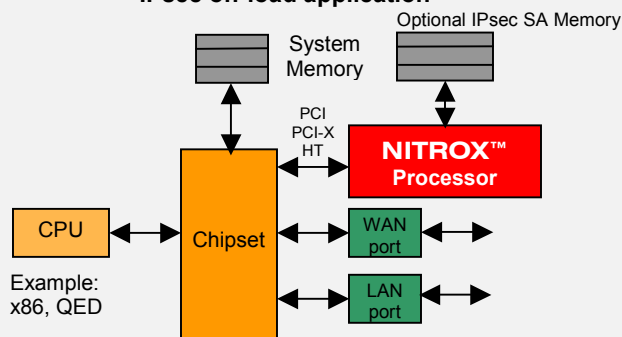 IPsec off-load application
Optional IPsec SA Memory
System
Memory
PCI
PCI-X
HT
NITROX™
Processor
CPU
Chipset
WAN
port
Example:
x86, QED
LAN
port